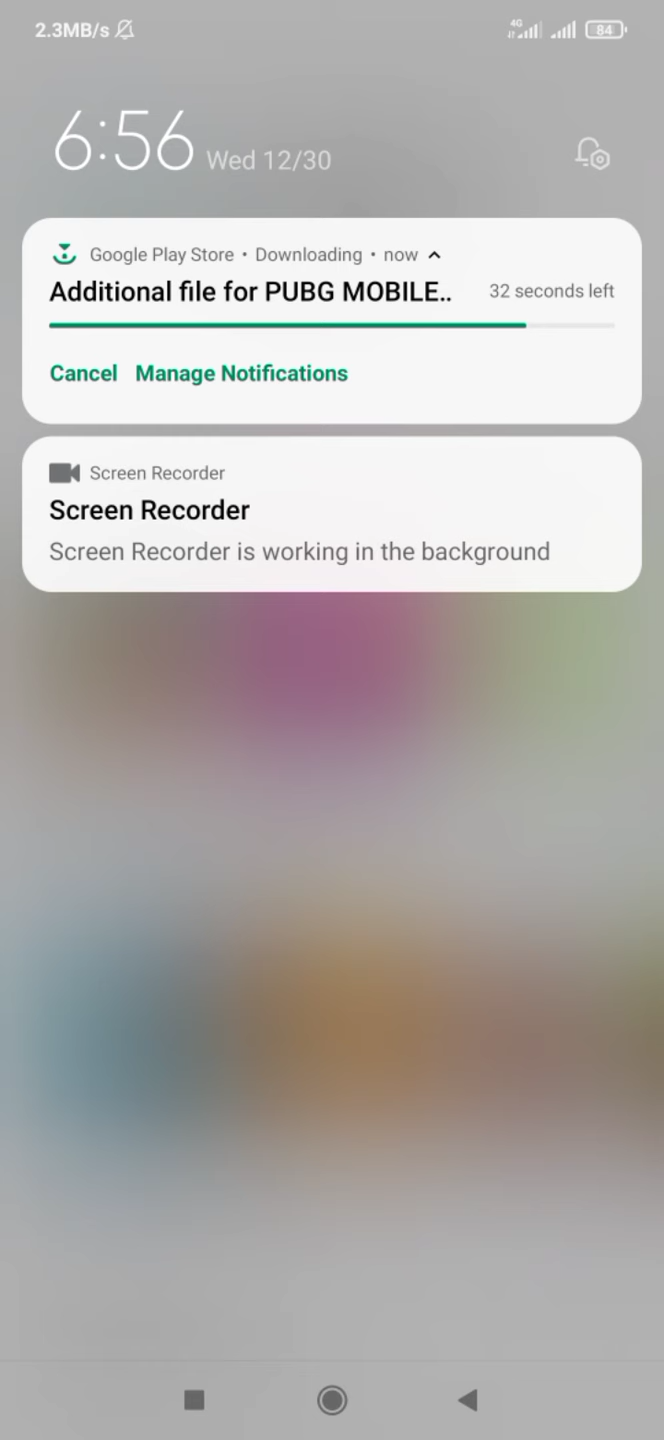 2.3MB/s 4G 84
6:56 Wed 12/30
Google Play Store • Downloading • now
Additional file for PUBG MOBILE.. 32 seconds left
Cancel Manage Notifications
Screen Recorder
Screen Recorder
Screen Recorder is working in the background